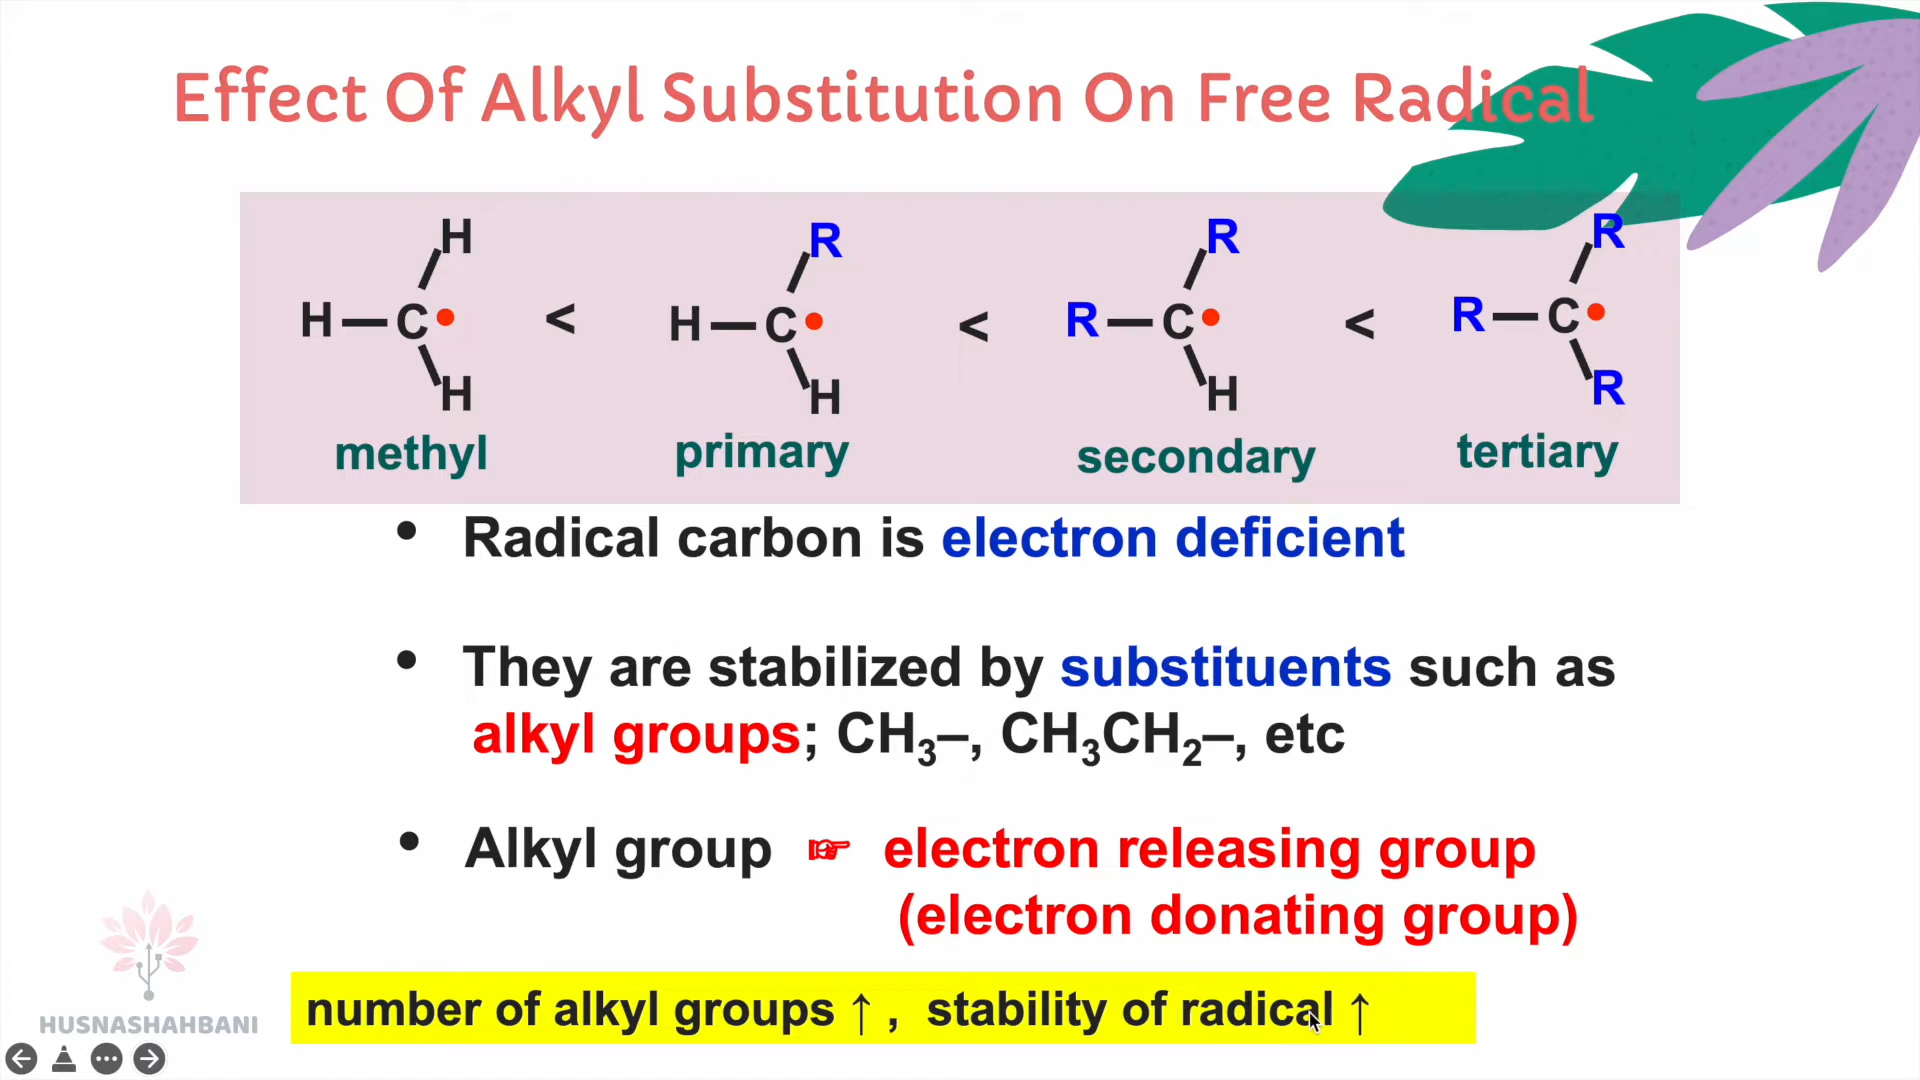 Effect Of Alkyl Substitution On Free Radical
H R R R
H—C• < H—C• < R—C• < R—C•
H H H R
methyl primary secondary tertiary
• Radical carbon is electron deficient
• They are stabilized by substituents such as
alkyl groups; CH₃–, CH₃CH₂–, etc
• Alkyl group ☞ electron releasing group
(electron donating group)
number of alkyl groups ↑ , stability of radical ↑
HUSNASHAHBANI